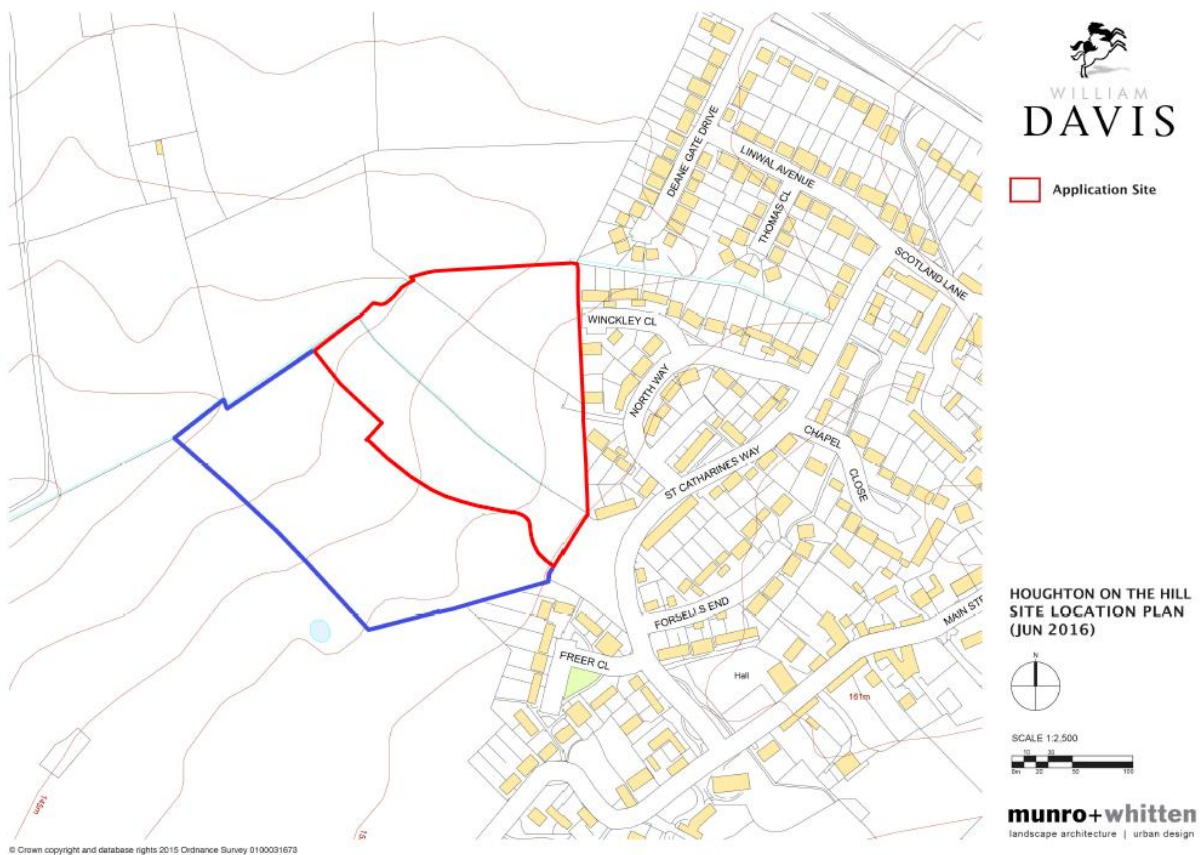 WILLIAM
DAVIS
Application Site
DEANE GATE DRIVE
LINWAL AVENUE
THOMAS CL
SCOTLAND LANE
WINCKLEY CL
NORTH WAY
ST CATHARINES WAY
CHAPEL
CLOSE
FORSELLS END
MAIN STR
FREER CL
Hall
161m
145m
15
HOUGHTON ON THE HILL
SITE LOCATION PLAN
(JUN 2016)
N
SCALE 1:2,500
10 30
0m 20 50 100
munro+whitten
landscape architecture | urban design
© Crown copyright and database rights 2015 Ordnance Survey 0100031673